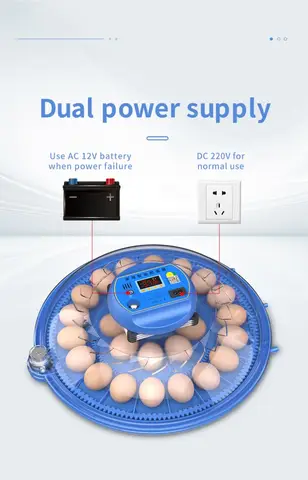 Dual power supply
Use AC 12V battery
when power failure
DC 220V for
normal use